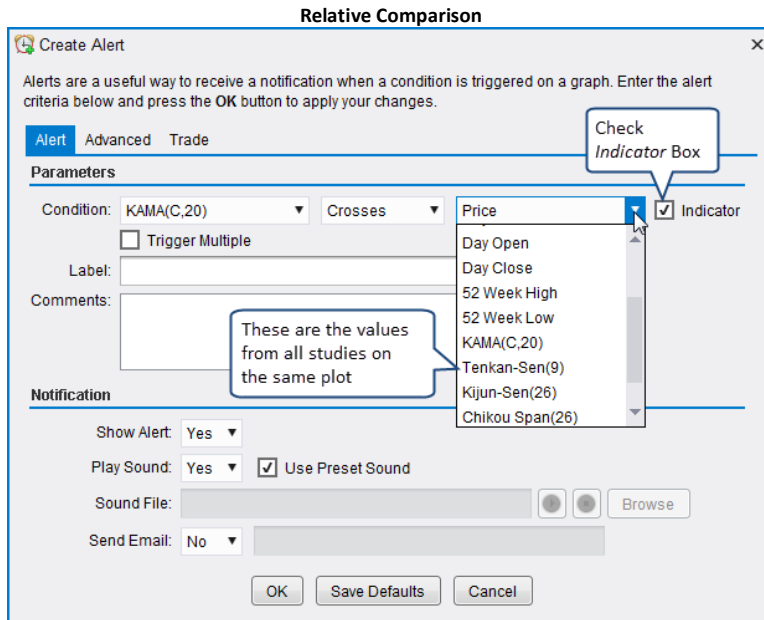 Relative Comparison
Create Alert
Alerts are a useful way to receive a notification when a condition is triggered on a graph. Enter the alert
criteria below and press the OK button to apply your changes.
Check
Indicator Box
Alert Advanced Trade
Parameters
Condition: KAMA(C,20) Crosses Price Indicator
Trigger Multiple
Day Open
Label:
Day Close
Comments:
52 Week High
52 Week Low
KAMA(C,20)
Tenkan-Sen(9)
Kijun-Sen(26)
Chikou Span(26)
These are the values
from all studies on
the same plot
Notification
Show Alert: Yes
Play Sound: Yes Use Preset Sound
Sound File: Browse
Send Email: No
OK Save Defaults Cancel